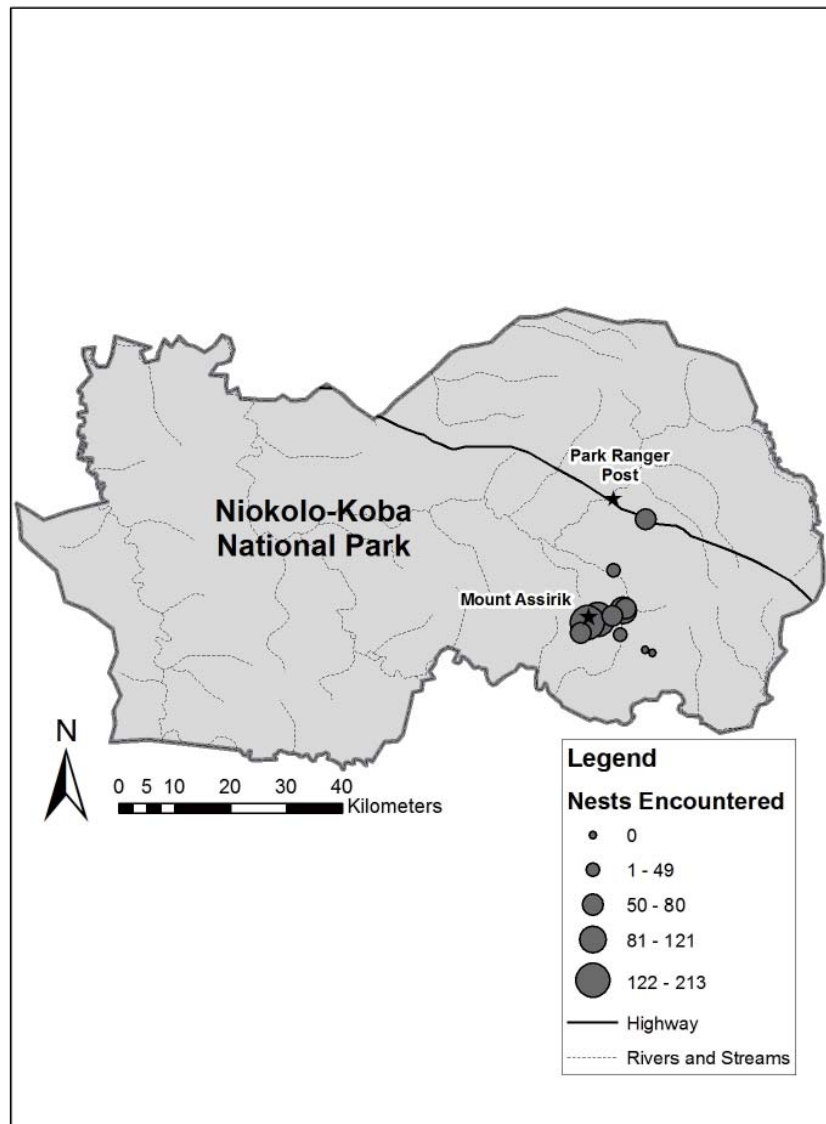 Park Ranger
Post
Niokolo-Koba
National Park
Mount Assirik
N
0 5 10 20 30 40
Kilometers
Legend
Nests Encountered
0
1 - 49
50 - 80
81 - 121
122 - 213
Highway
Rivers and Streams